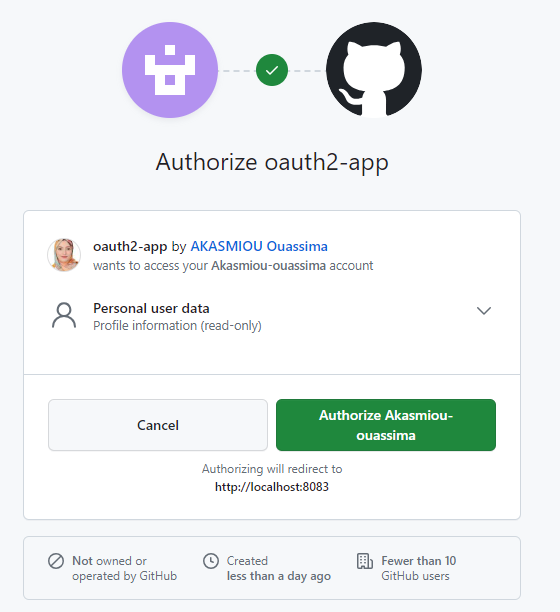 Authorize oauth2-app
oauth2-app by AKASMIOU Ouassima
wants to access your Akasmiou-ouassima account
Personal user data
Profile information (read-only)
Cancel
Authorize Akasmiou-
ouassima
Authorizing will redirect to
http://localhost:8083
Not owned or
operated by GitHub
Created
less than a day ago
Fewer than 10
GitHub users